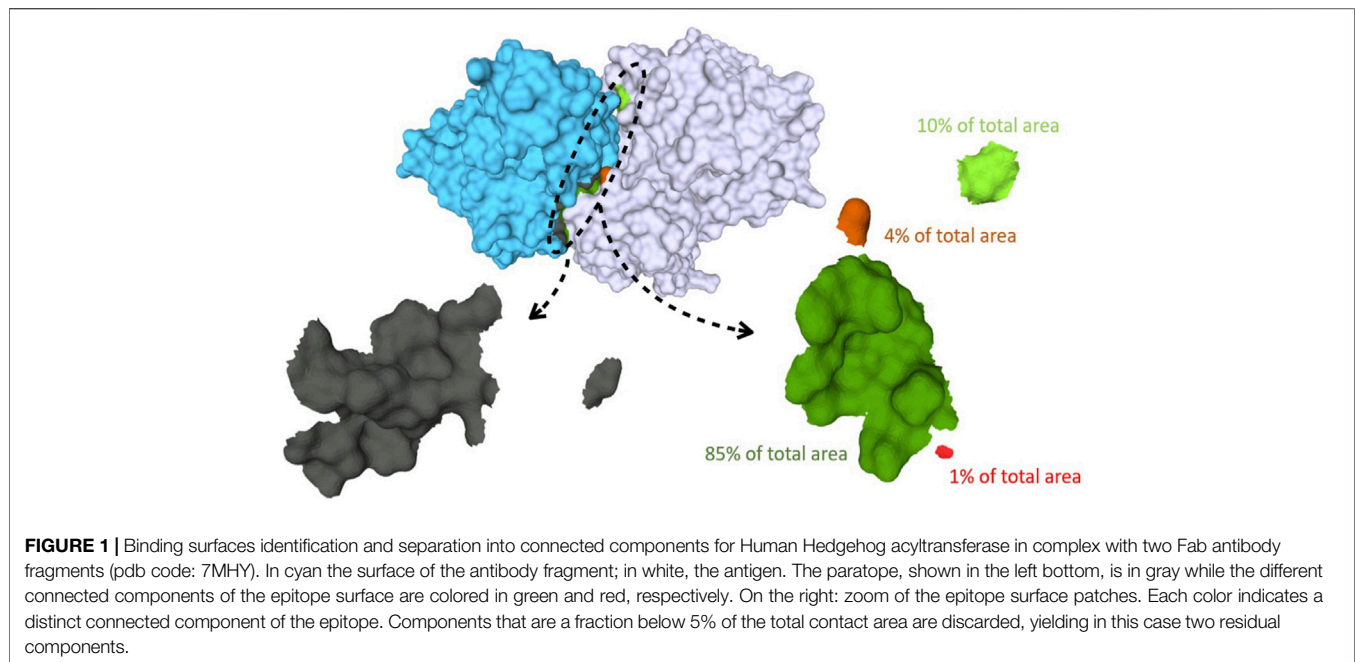 10% of total area
4% of total area
85% of total area
1% of total area
FIGURE 1 | Binding surfaces identification and separation into connected components for Human Hedgehog acyltransferase in complex with two Fab antibody
fragments (pdb code: 7MHY). In cyan the surface of the antibody fragment; in white, the antigen. The paratope, shown in the left bottom, is in gray while the different
connected components of the epitope surface are colored in green and red, respectively. On the right: zoom of the epitope surface patches. Each color indicates a
distinct connected component of the epitope. Components that are a fraction below 5% of the total contact area are discarded, yielding in this case two residual
components.